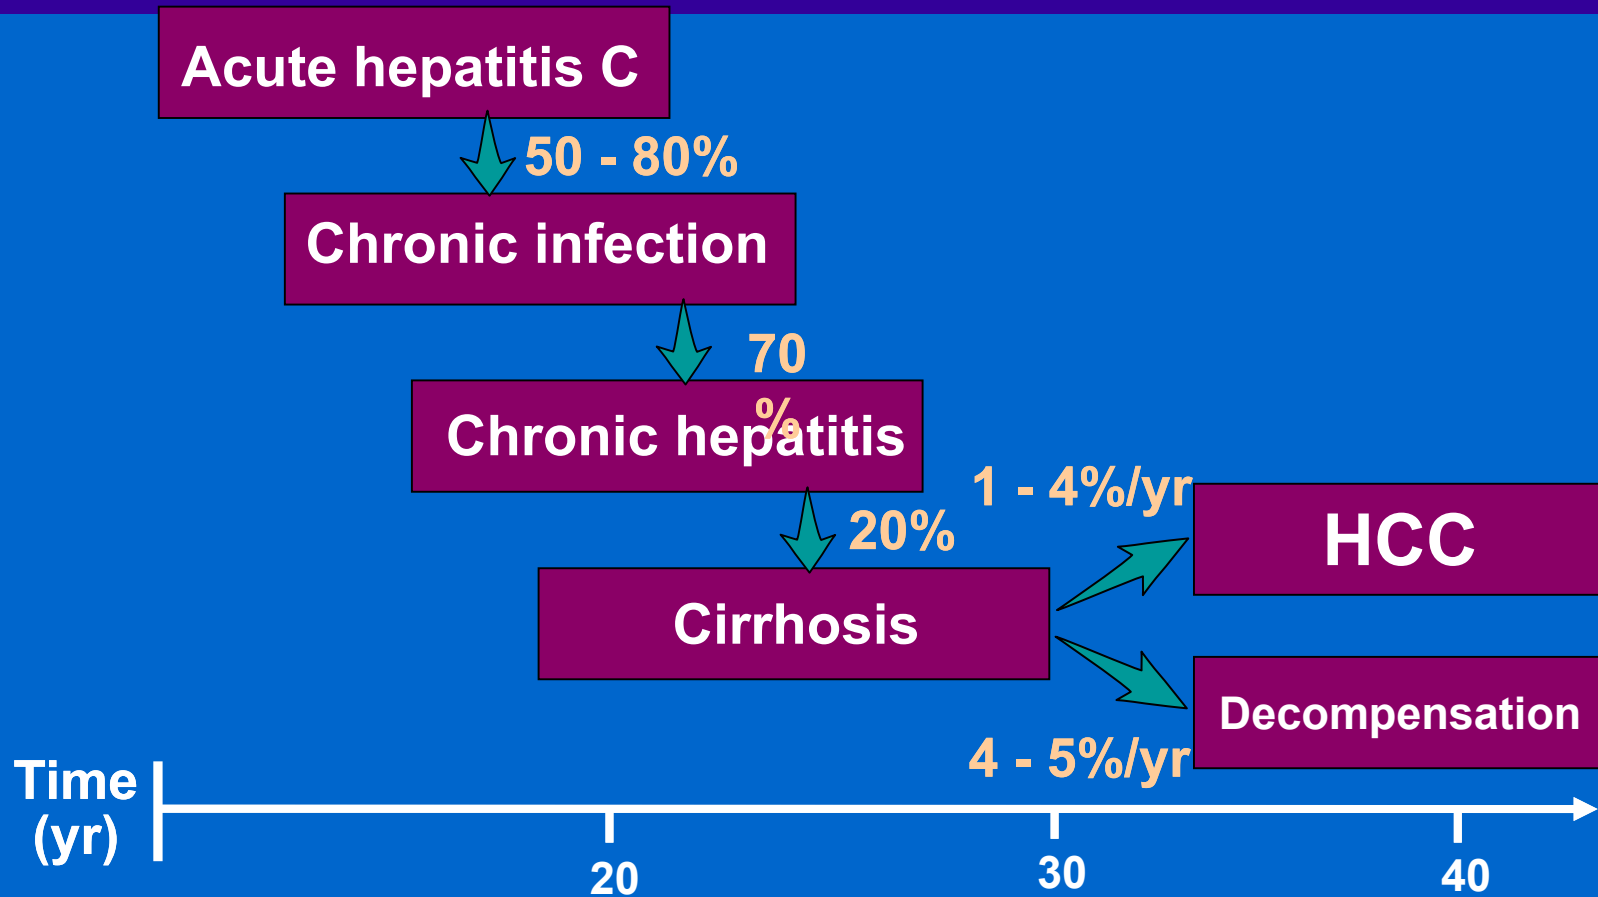 Acute hepatitis C
50 - 80%
Chronic infection
70
%
Chronic hepatitis
1 - 4%/yr
HCC
20%
Cirrhosis
Decompensation
4 - 5%/yr
Time
(yr)
20
30
40